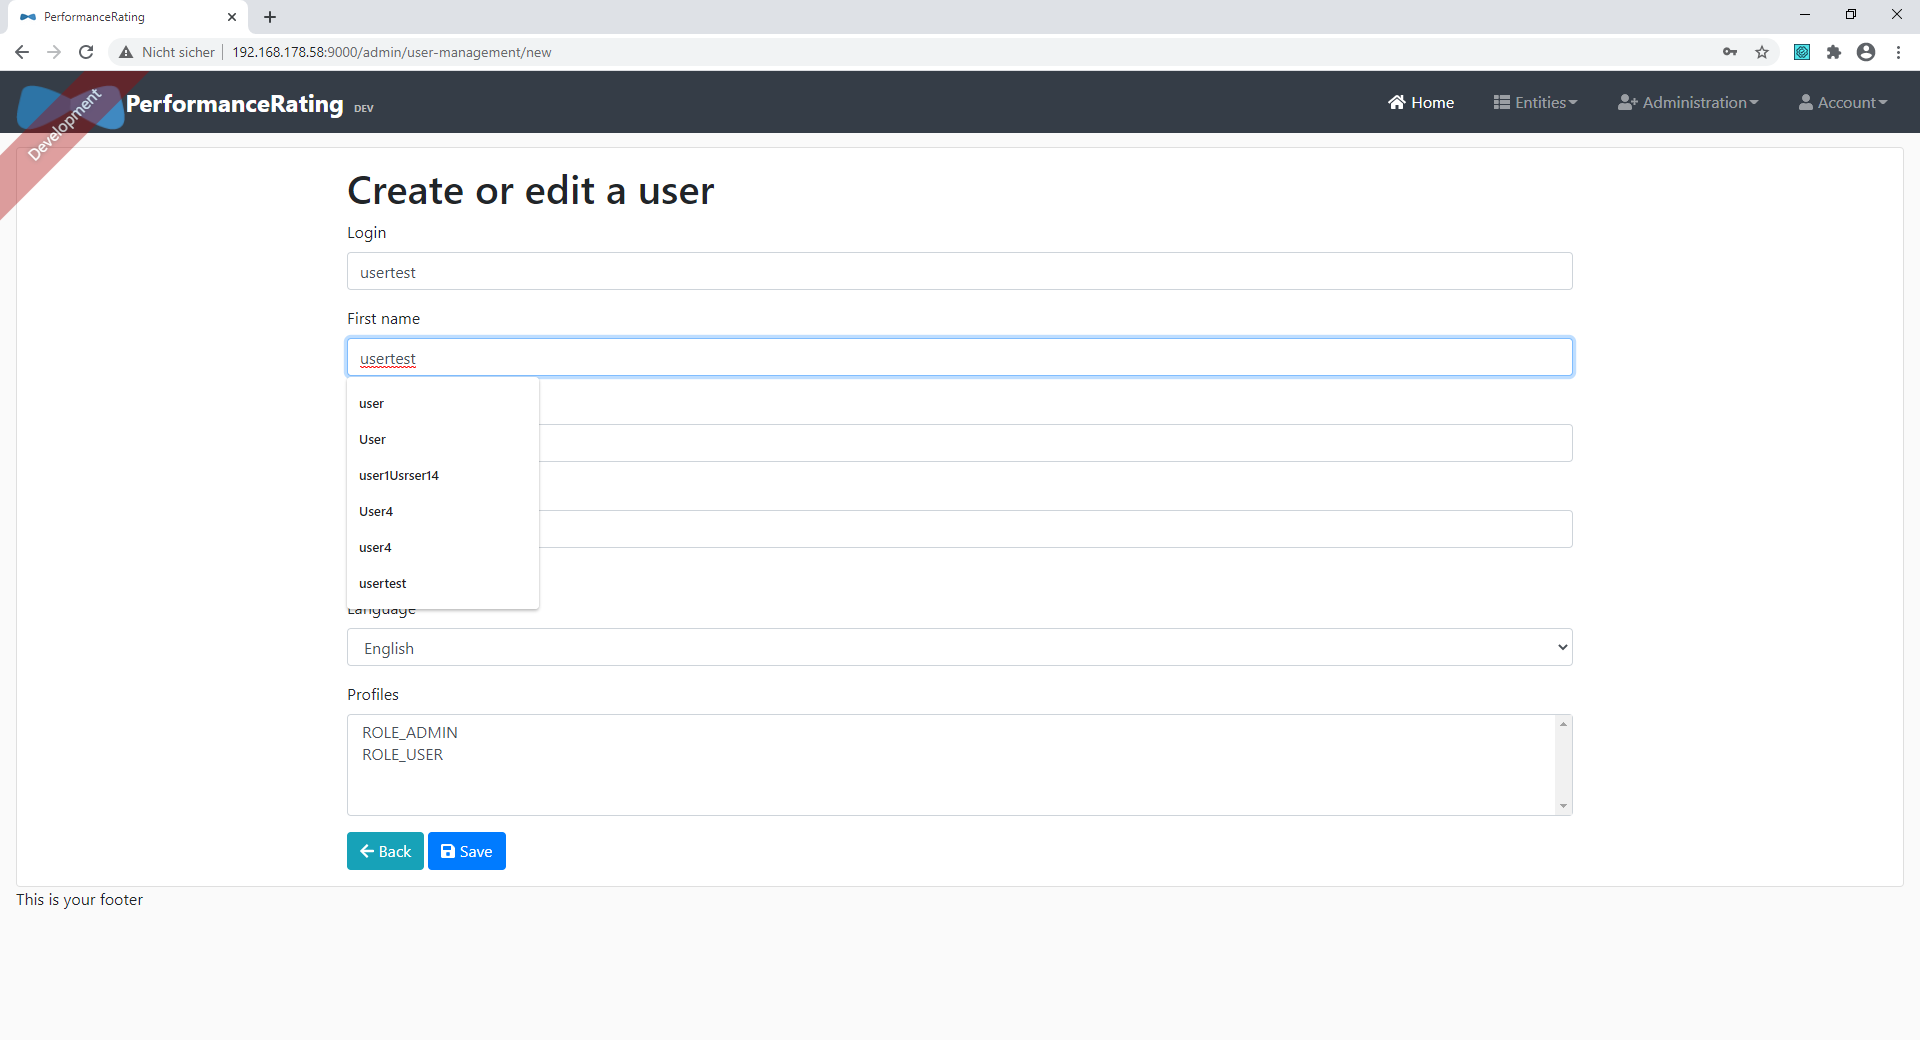 PerformanceRating
Nicht sicher 192.168.178.58:9000/admin/user-management/new
Development
PerformanceRating DEV
Home Entities Administration Account
Create or edit a user
Login
usertest
First name
usertest
user
User
user1Usrser14
User4
user4
usertest
Language
English
Profiles
ROLE_ADMIN
ROLE_USER
Back Save
This is your footer